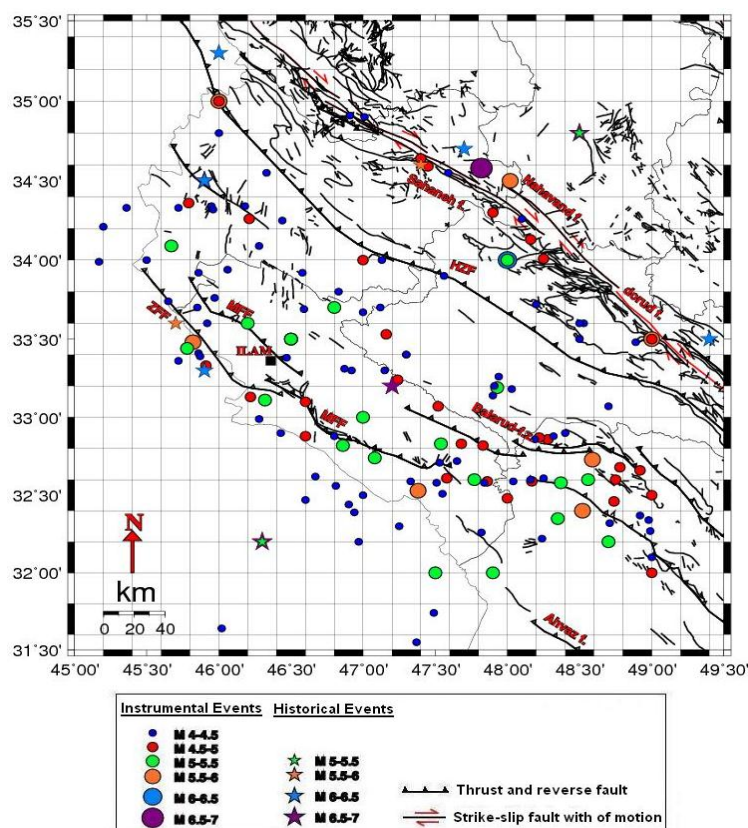 35°30'
35°00'
34°30'
34°00'
33°30'
33°00'
32°30'
32°00'
31°30'
45°00' 45°30' 46°00' 46°30' 47°00' 47°30' 48°00' 48°30' 49°00' 49°30'
Sahaneh f.
Nahavand f.
HZF
dorud f.
ZFF
MFF
ILAM
MFF
Balarud-f.z
Ahvaz f.
N
km
0 20 40
Instrumental Events
M 4-4.5
M 4.5-5
M 5-5.5
M 5.5-6
M 6-6.5
M 6.5-7
Historical Events
M 5-5.5
M 5.5-6
M 6-6.5
M 6.5-7
Thrust and reverse fault
Strike-slip fault with of motion